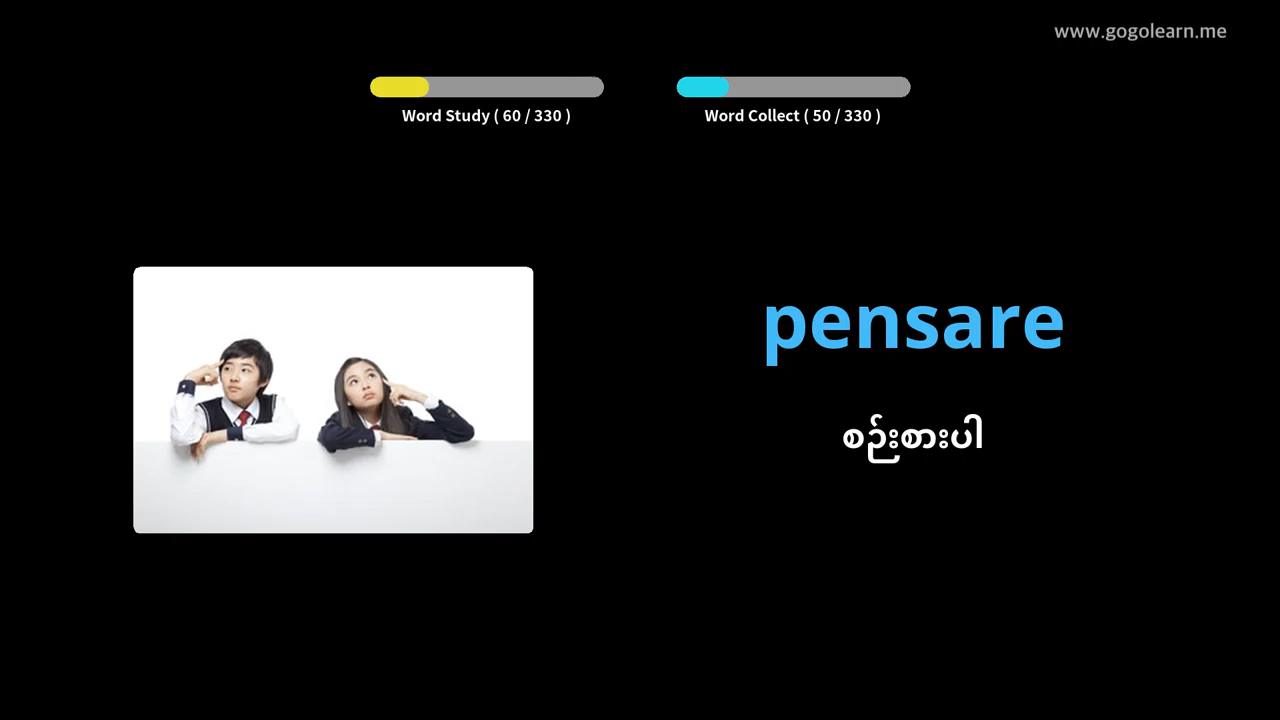 www.gogolearn.me
Word Study ( 60 / 330 )
Word Collect ( 50 / 330 )
pensare
စဉ်းစားပါ